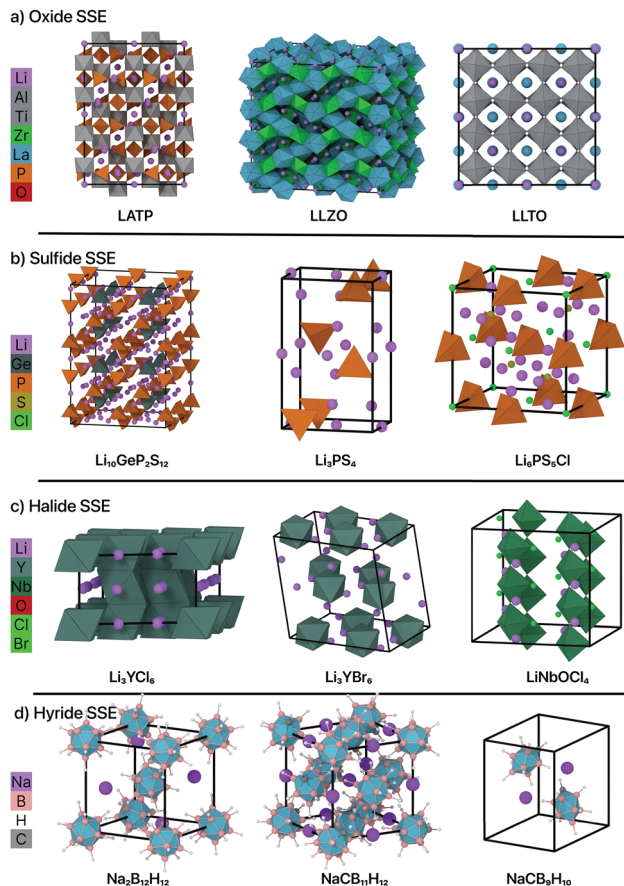 a) Oxide SSE
Li
Al
Ti
Zr
La
P
O
LATP
LLZO
LLTO
b) Sulfide SSE
Li
Ge
P
S
Cl
Li₁₀GeP₂S₁₂
Li₃PS₄
Li₆PS₅Cl
c) Halide SSE
Li
Y
Nb
O
Cl
Br
Li₃YCl₆
Li₃YBr₆
LiNbOCl₄
d) Hyride SSE
Na
B
H
C
Na₂B₁₂H₁₂
NaCB₁₁H₁₂
NaCB₉H₁₀